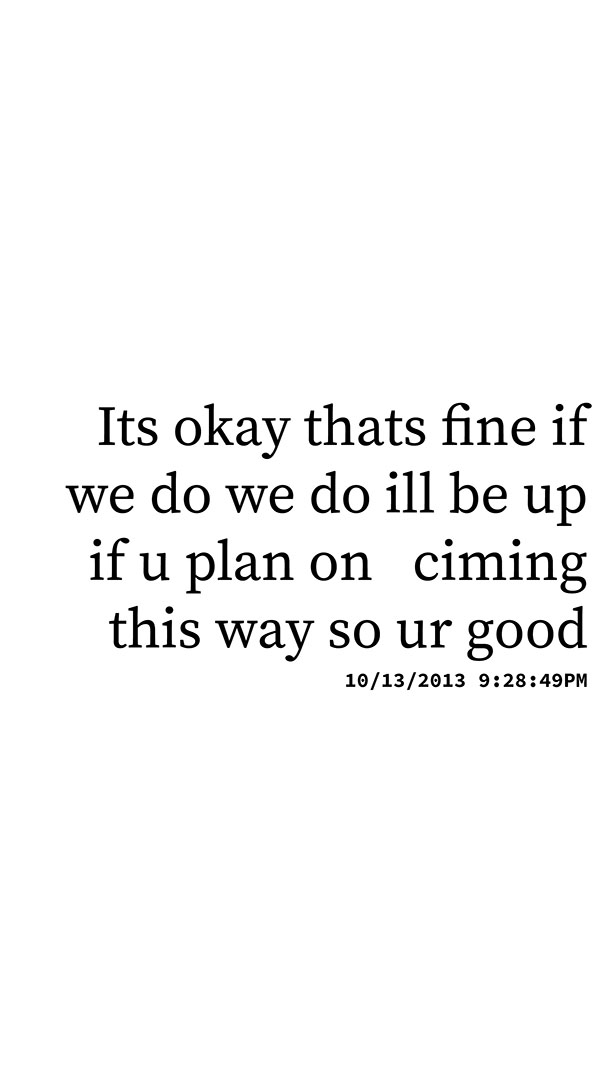 Its okay thats fine if
we do we do ill be up
if u plan on   ciming
this way so ur good
10/13/2013 9:28:49PM